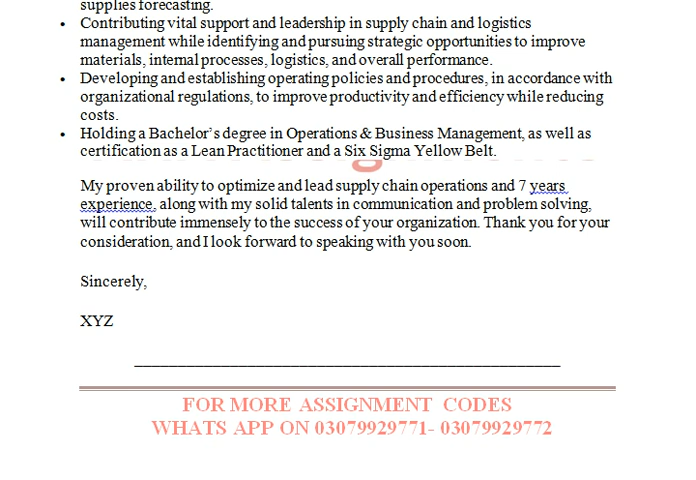 supplies forecasting.
• Contributing vital support and leadership in supply chain and logistics
management while identifying and pursuing strategic opportunities to improve
materials, internal processes, logistics, and overall performance.
• Developing and establishing operating policies and procedures, in accordance with
organizational regulations, to improve productivity and efficiency while reducing
costs.
• Holding a Bachelor's degree in Operations & Business Management, as well as
certification as a Lean Practitioner and a Six Sigma Yellow Belt.
My proven ability to optimize and lead supply chain operations and 7 years
experience, along with my solid talents in communication and problem solving,
will contribute immensely to the success of your organization. Thank you for your
consideration, and I look forward to speaking with you soon.
Sincerely,
XYZ
FOR MORE ASSIGNMENT CODES
WHATS APP ON 03079929771- 03079929772